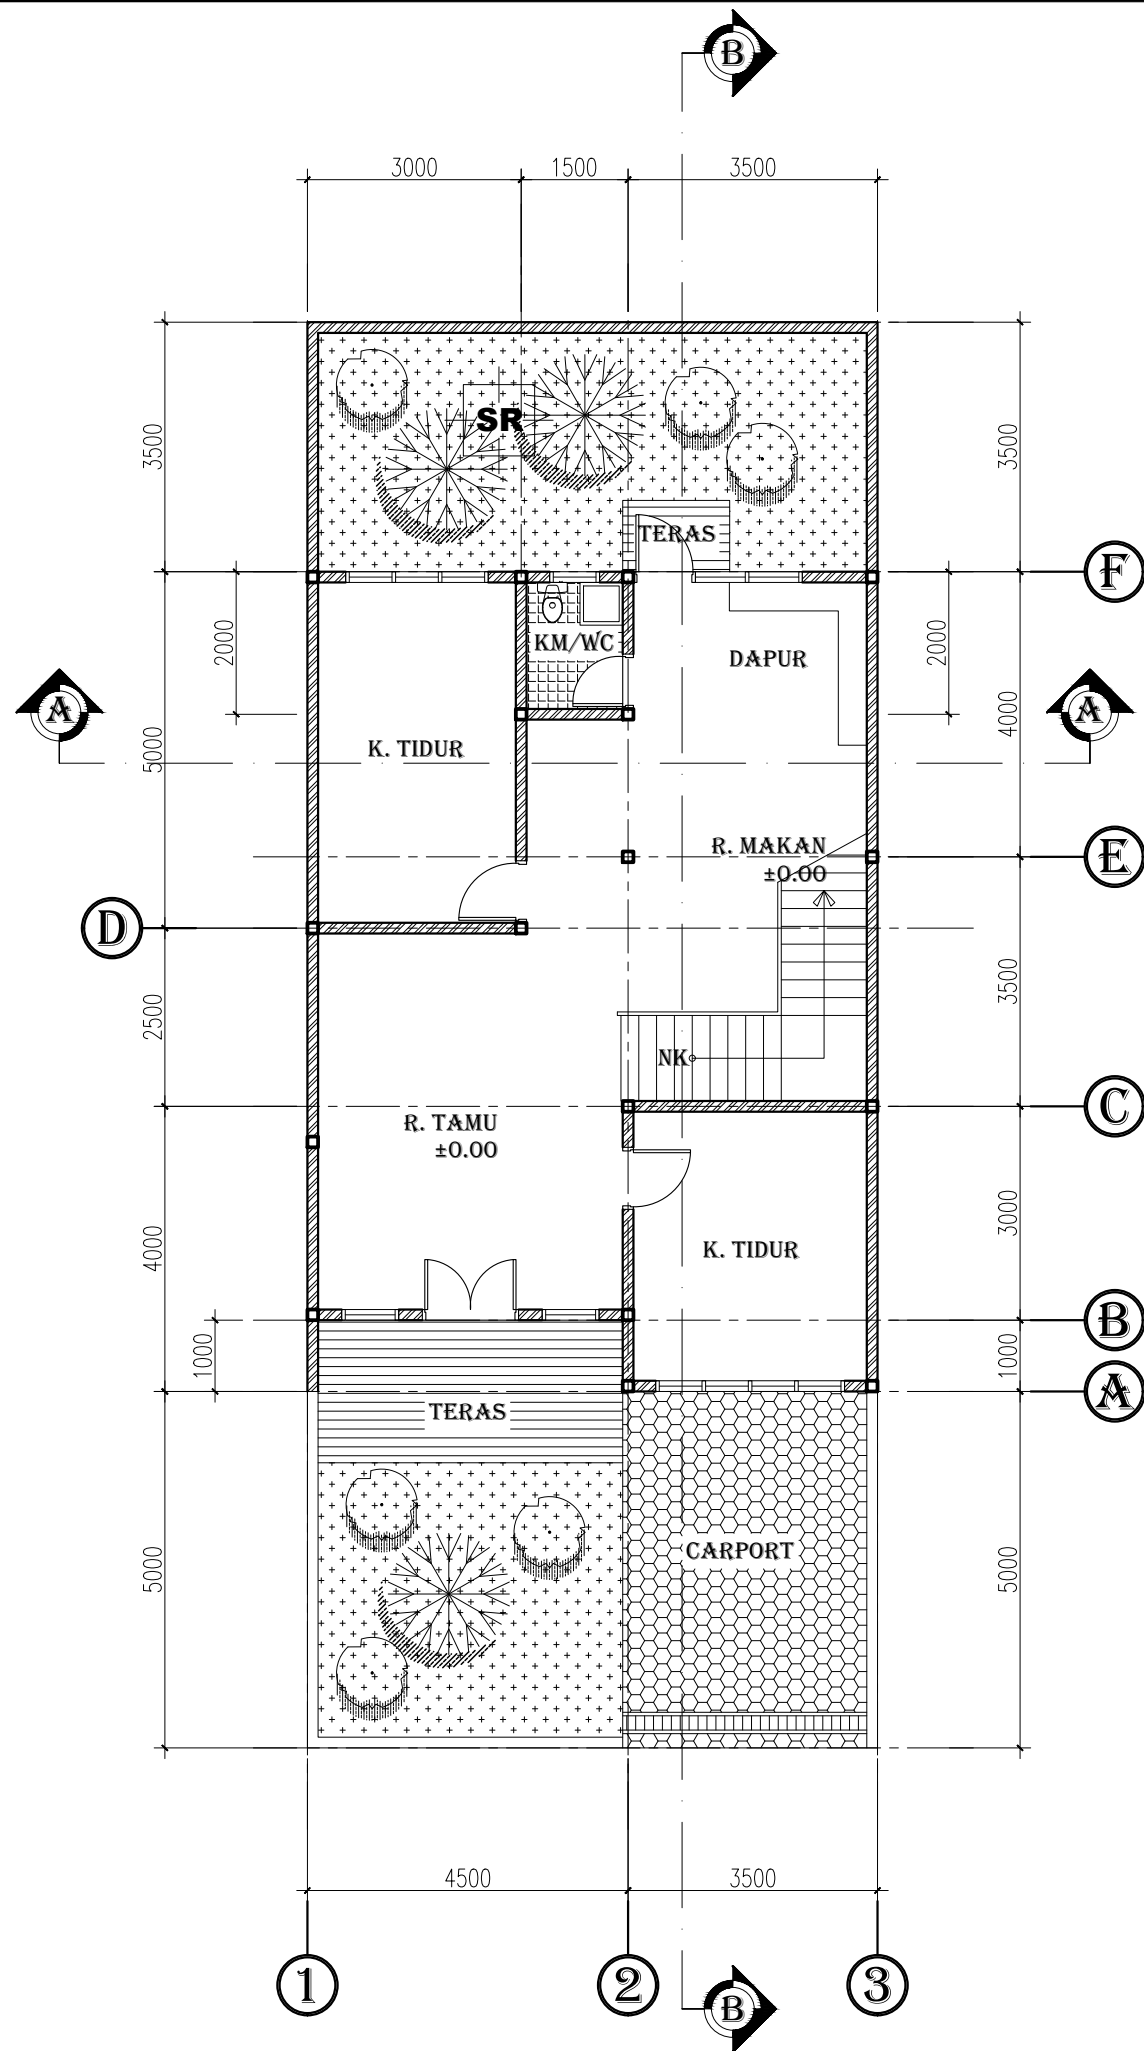 B
3000 1500 3500
3500 3500
SR
TERAS
F
2000 2000
KM/WC
DAPUR
A A
K. TIDUR
5000 4000
R. MAKAN
±0.00
E
D
2500 3500
NK
C
R. TAMU
±0.00
4000 3000
K. TIDUR
B
1000 1000
A
TERAS
CARPORT
5000 5000
4500 3500
1 2 3
B